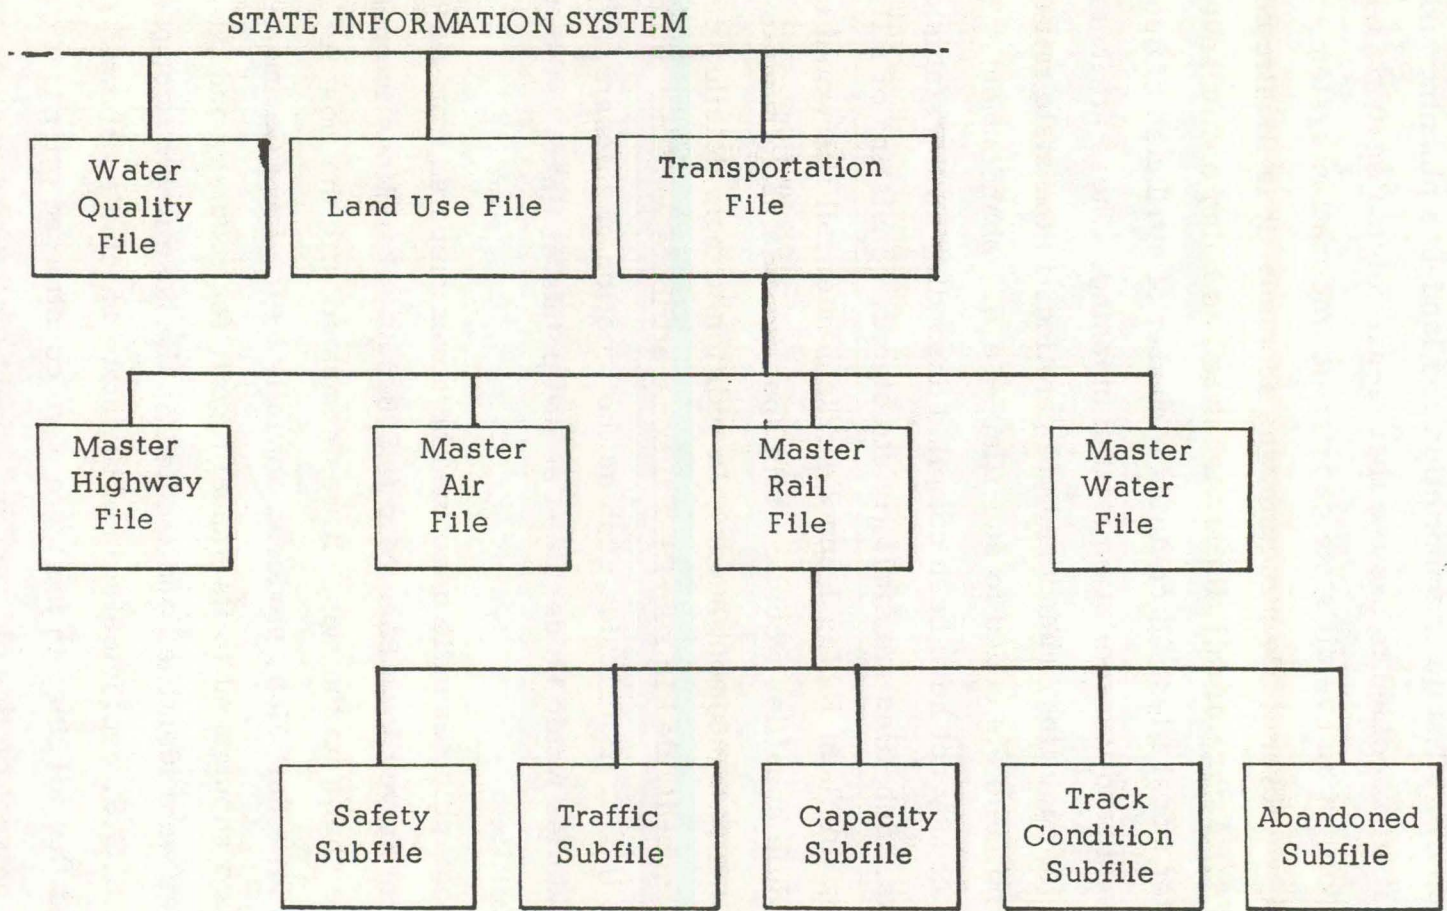 STATE INFORMATION SYSTEM
Water
Quality
File
Land Use File
Transportation
File
Master
Highway
File
Master
Air
File
Master
Rail
File
Master
Water
File
Safety
Subfile
Traffic
Subfile
Capacity
Subfile
Track
Condition
Subfile
Abandoned
Subfile